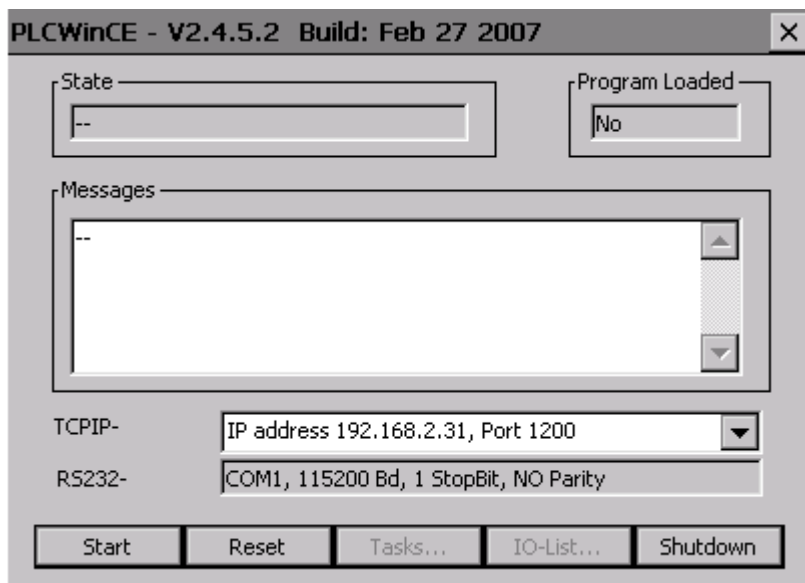 PLCWinCE - V2.4.5.2 Build: Feb 27 2007
State
--
Program Loaded
No
Messages
--
TCPIP-
IP address 192.168.2.31, Port 1200
RS232-
COM1, 115200 Bd, 1 StopBit, NO Parity
Start
Reset
Tasks...
IO-List...
Shutdown